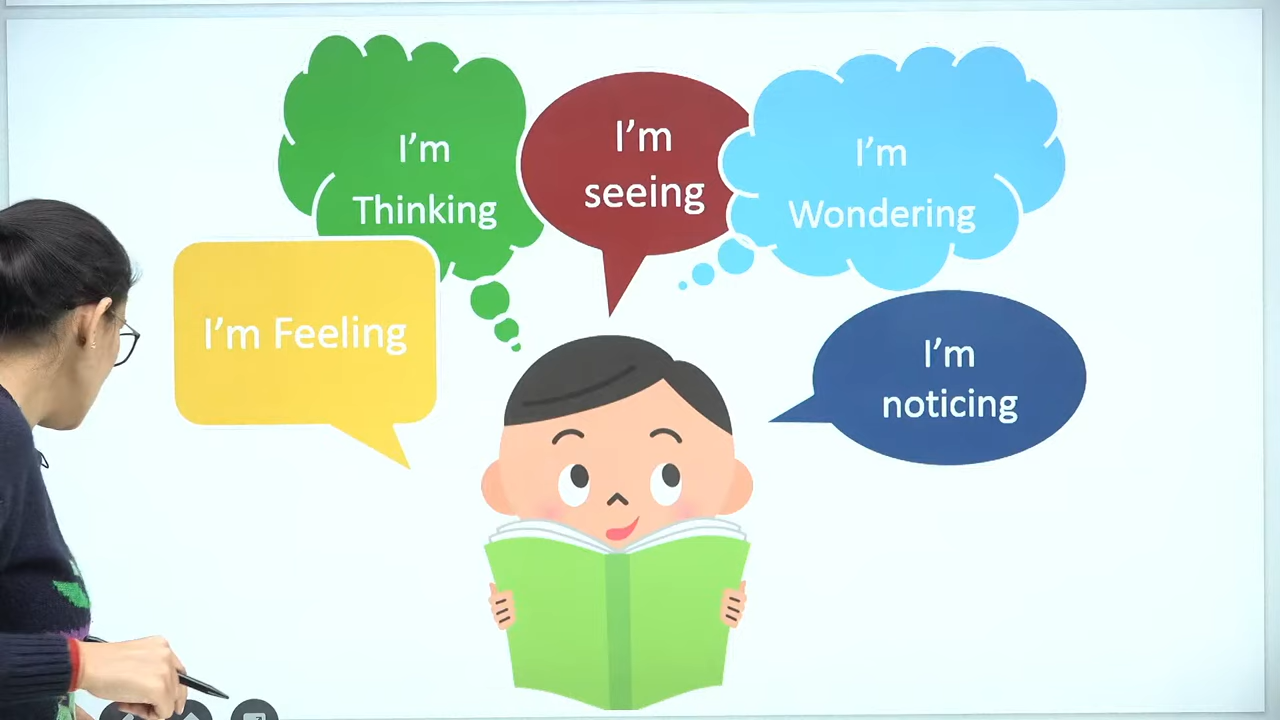 I'm
Thinking
I'm
seeing
I'm
Wondering
I'm Feeling
I'm
noticing